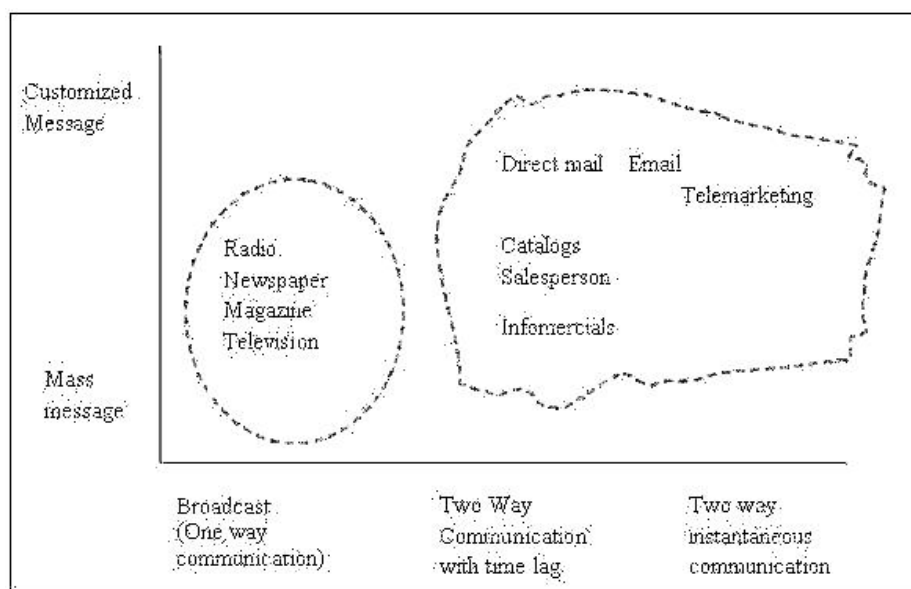 Customized
Message
Direct mail Email
Telemarketing
Radio
Newspaper
Magazine
Television
Catalogs
Salesperson
Infomercials
Mass
message
Broadcast
(One way
communication)
Two Way
Communication
with time lag
Two way
instantaneous
communication